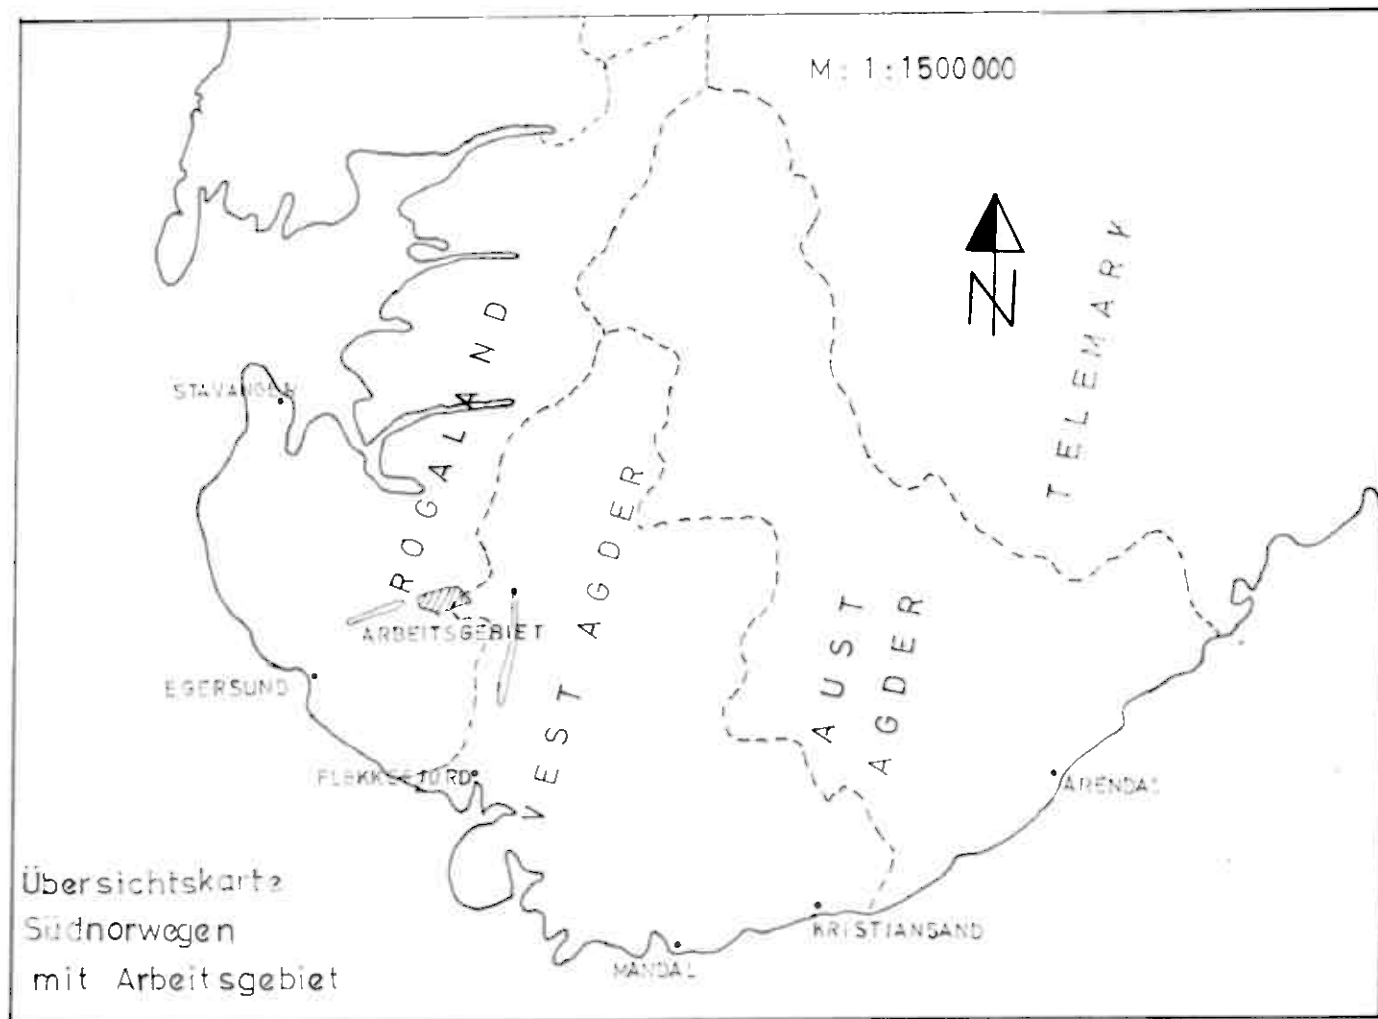 M: 1:1500000
N
TELEMARK
ROGALAND
STAVANGER
VEST AGDER
AUST
AGDER
ARBEITSGEBIET
EGERSUND
FLEKKEFJORD
ARENDAL
KRISTIANSAND
MANDAL
Übersichtskarte
Südnorwegen
mit Arbeitsgebiet